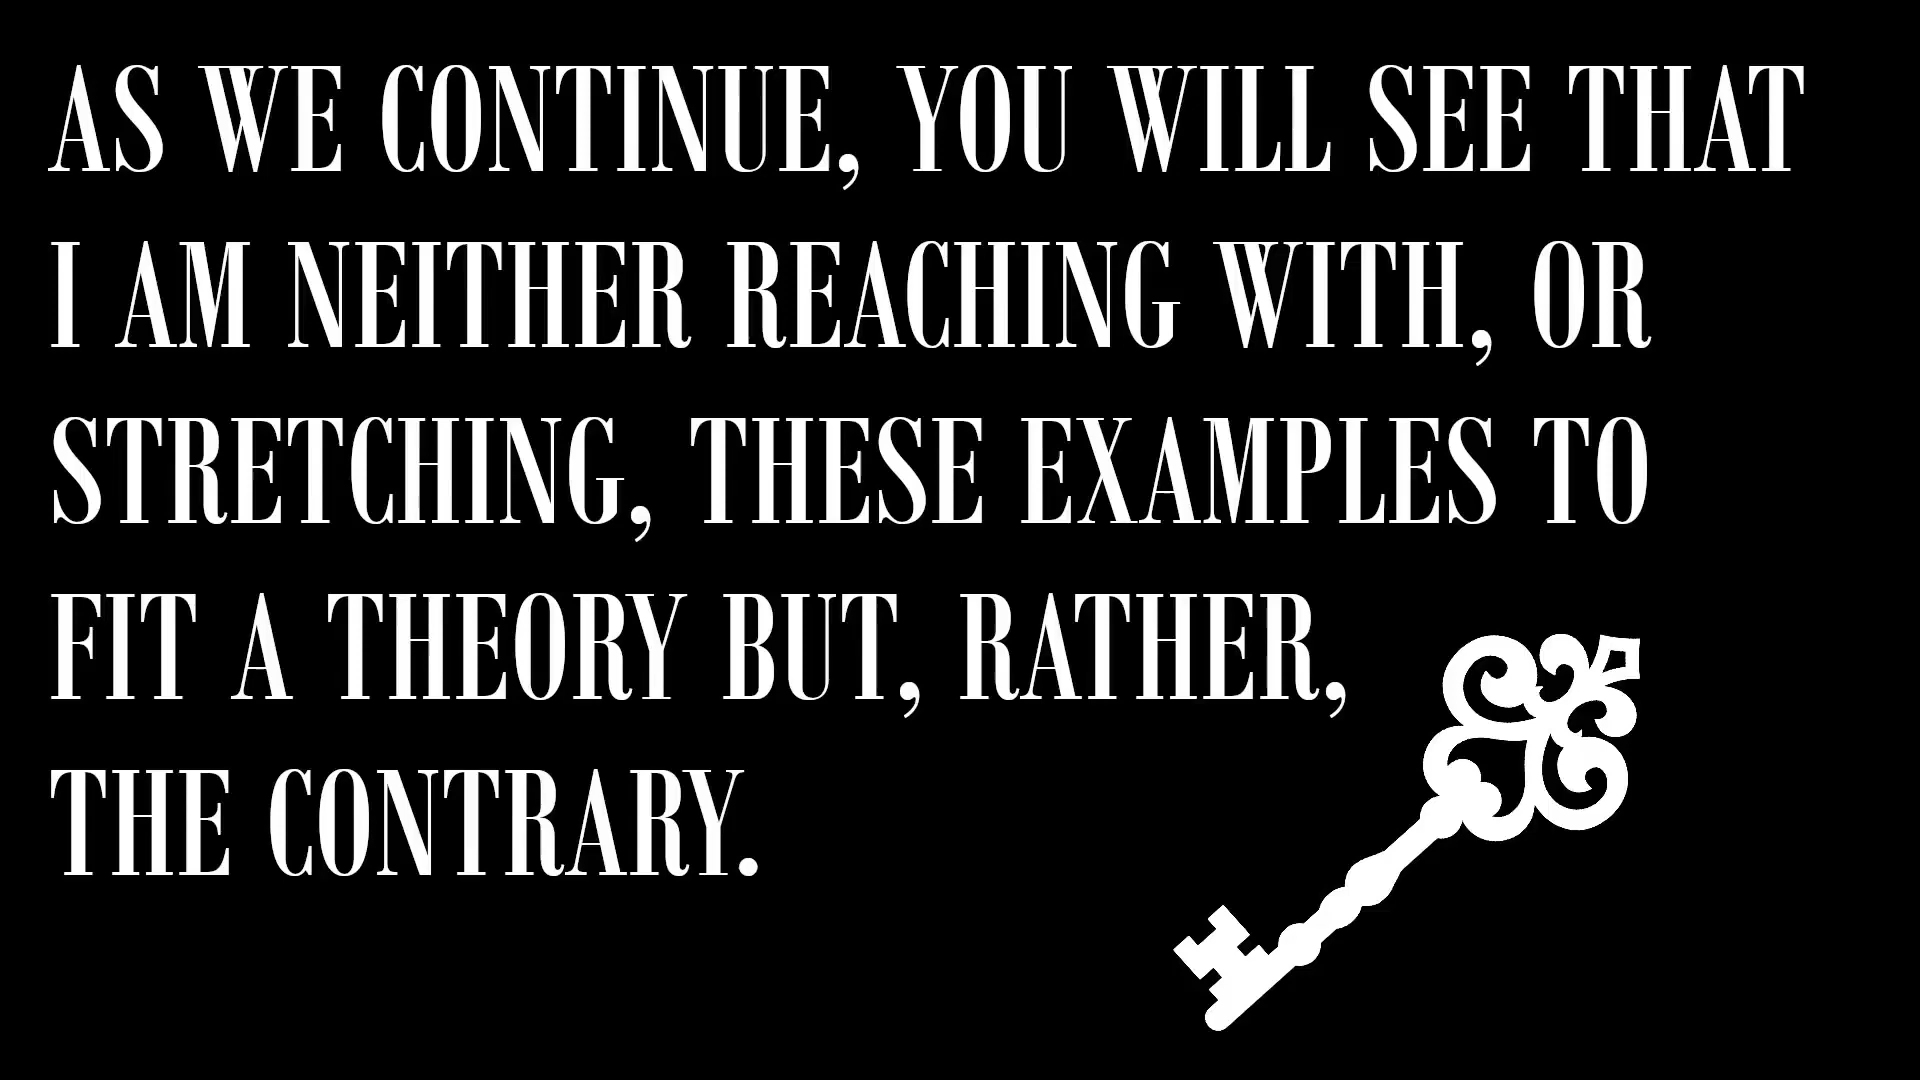 AS WE CONTINUE, YOU WILL SEE THAT
I AM NEITHER REACHING WITH, OR
STRETCHING, THESE EXAMPLES TO
FIT A THEORY BUT, RATHER,
THE CONTRARY.